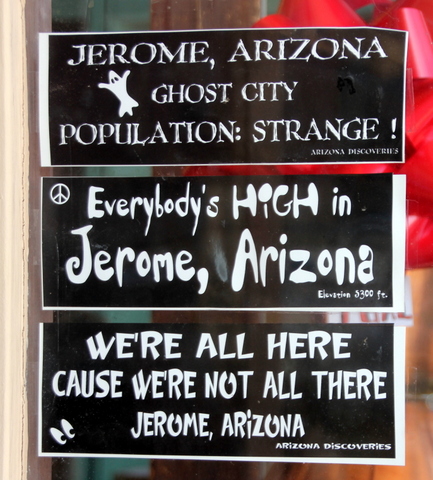 JEROME, ARIZONA
GHOST CITY
POPULATION: STRANGE !
ARIZONA DISCOVERIES
Everybody's HiGH in
Jerome, Arizona
Elevation 5300 ft.
WE'RE ALL HERE
CAUSE WE'RE NOT ALL THERE
JEROME, ARiZONA
ARiZONA DiSCOVERiES